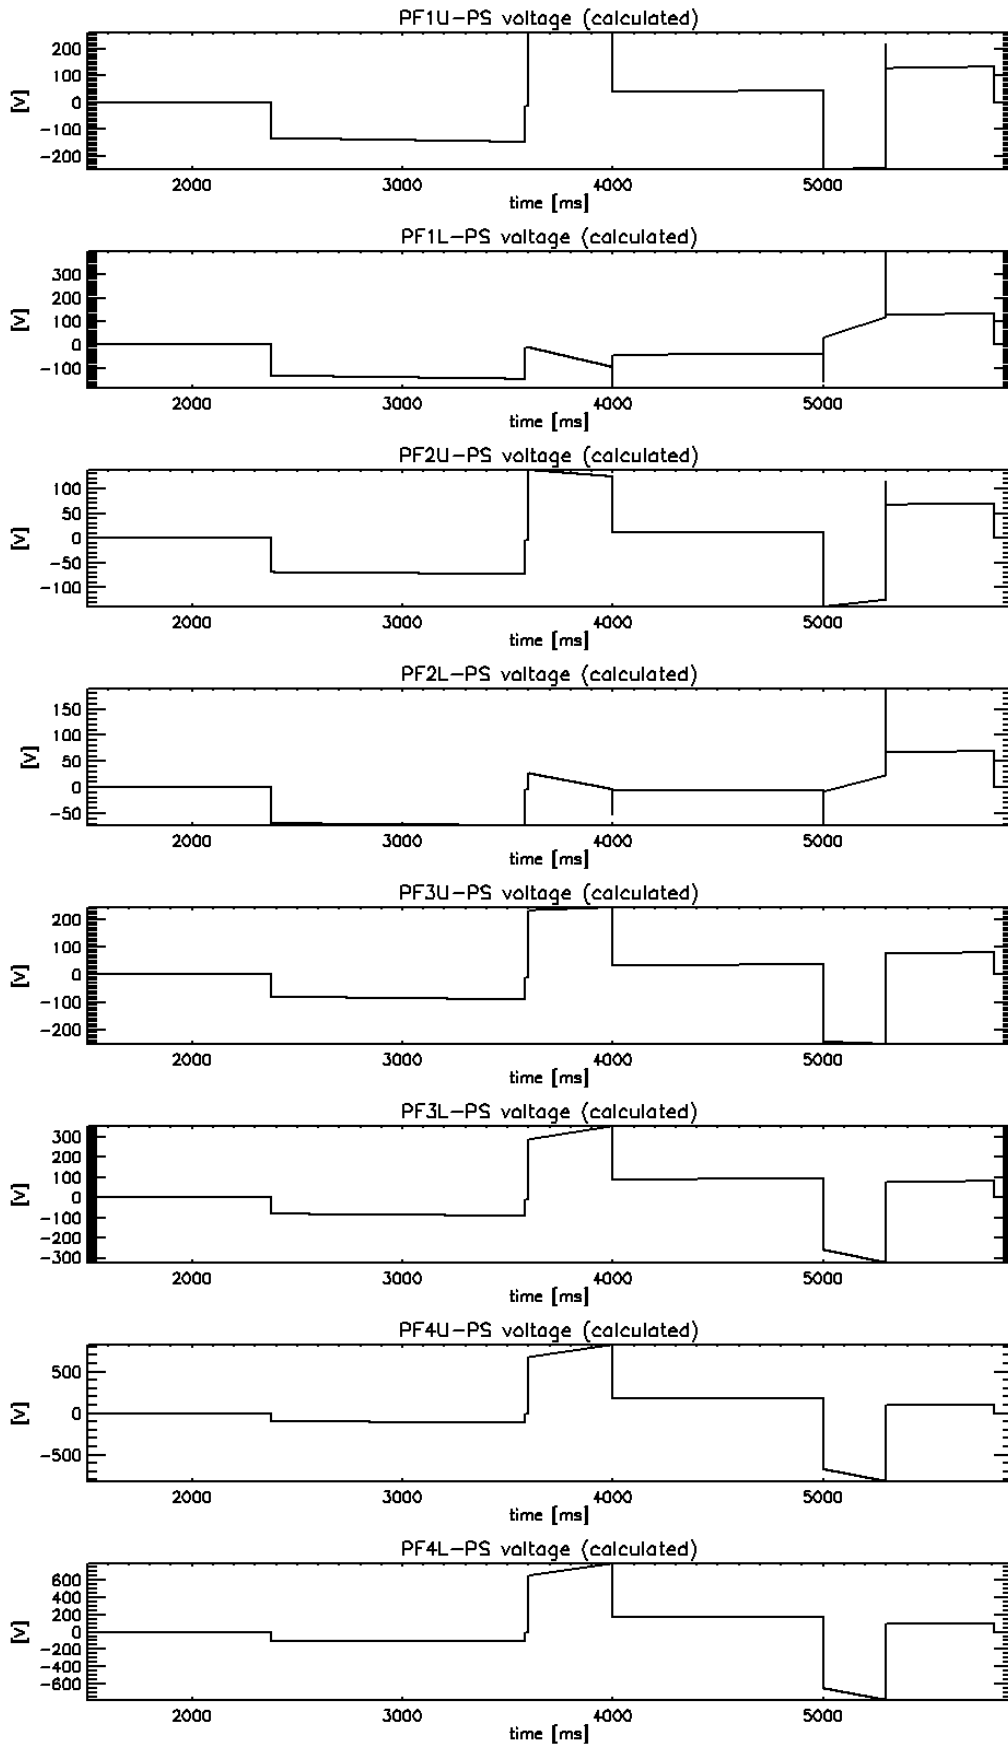 PF1U-PS voltage (calculated)
200
100
0
-100
-200
[V]
2000 3000 4000 5000
time [ms]
PF1L-PS voltage (calculated)
300
200
100
0
-100
[V]
2000 3000 4000 5000
time [ms]
PF2U-PS voltage (calculated)
100
50
0
-50
-100
[V]
2000 3000 4000 5000
time [ms]
PF2L-PS voltage (calculated)
150
100
50
0
-50
[V]
2000 3000 4000 5000
time [ms]
PF3U-PS voltage (calculated)
200
100
0
-100
-200
[V]
2000 3000 4000 5000
time [ms]
PF3L-PS voltage (calculated)
300
200
100
0
-100
-200
-300
[V]
2000 3000 4000 5000
time [ms]
PF4U-PS voltage (calculated)
500
0
-500
[V]
2000 3000 4000 5000
time [ms]
PF4L-PS voltage (calculated)
600
400
200
0
-200
-400
-600
[V]
2000 3000 4000 5000
time [ms]